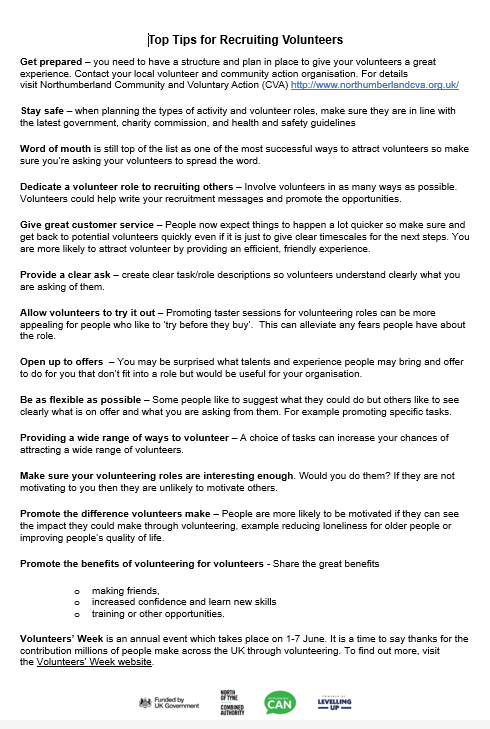 Top Tips for Recruiting Volunteers
Get prepared – you need to have a structure and plan in place to give your volunteers a great
experience. Contact your local volunteer and community action organisation. For details
visit Northumberland Community and Voluntary Action (CVA) http://www.northumberlandcva.org.uk/
Stay safe – when planning the types of activity and volunteer roles, make sure they are in line with
the latest government, charity commission, and health and safety guidelines
Word of mouth is still top of the list as one of the most successful ways to attract volunteers so make
sure you're asking your volunteers to spread the word.
Dedicate a volunteer role to recruiting others – Involve volunteers in as many ways as possible.
Volunteers could help write your recruitment messages and promote the opportunities.
Give great customer service – People now expect things to happen a lot quicker so make sure and
get back to potential volunteers quickly even if it is just to give clear timescales for the next steps. You
are more likely to attract volunteer by providing an efficient, friendly experience.
Provide a clear ask – create clear task/role descriptions so volunteers understand clearly what you
are asking of them.
Allow volunteers to try it out – Promoting taster sessions for volunteering roles can be more
appealing for people who like to 'try before they buy'. This can alleviate any fears people have about
the role.
Open up to offers – You may be surprised what talents and experience people may bring and offer
to do for you that don't fit into a role but would be useful for your organisation.
Be as flexible as possible – Some people like to suggest what they could do but others like to see
clearly what is on offer and what you are asking from them. For example promoting specific tasks.
Providing a wide range of ways to volunteer – A choice of tasks can increase your chances of
attracting a wide range of volunteers.
Make sure your volunteering roles are interesting enough. Would you do them? If they are not
motivating to you then they are unlikely to motivate others.
Promote the difference volunteers make – People are more likely to be motivated if they can see
the impact they could make through volunteering, example reducing loneliness for older people or
improving people's quality of life.
Promote the benefits of volunteering for volunteers - Share the great benefits
o making friends,
o increased confidence and learn new skills
o training or other opportunities.
Volunteers' Week is an annual event which takes place on 1-7 June. It is a time to say thanks for the
contribution millions of people make across the UK through volunteering. To find out more, visit
the Volunteers' Week website.
Funded by
UK Government
NORTH
OF TYNE
COMBINED
AUTHORITY
CAN
LEVELLING
UP